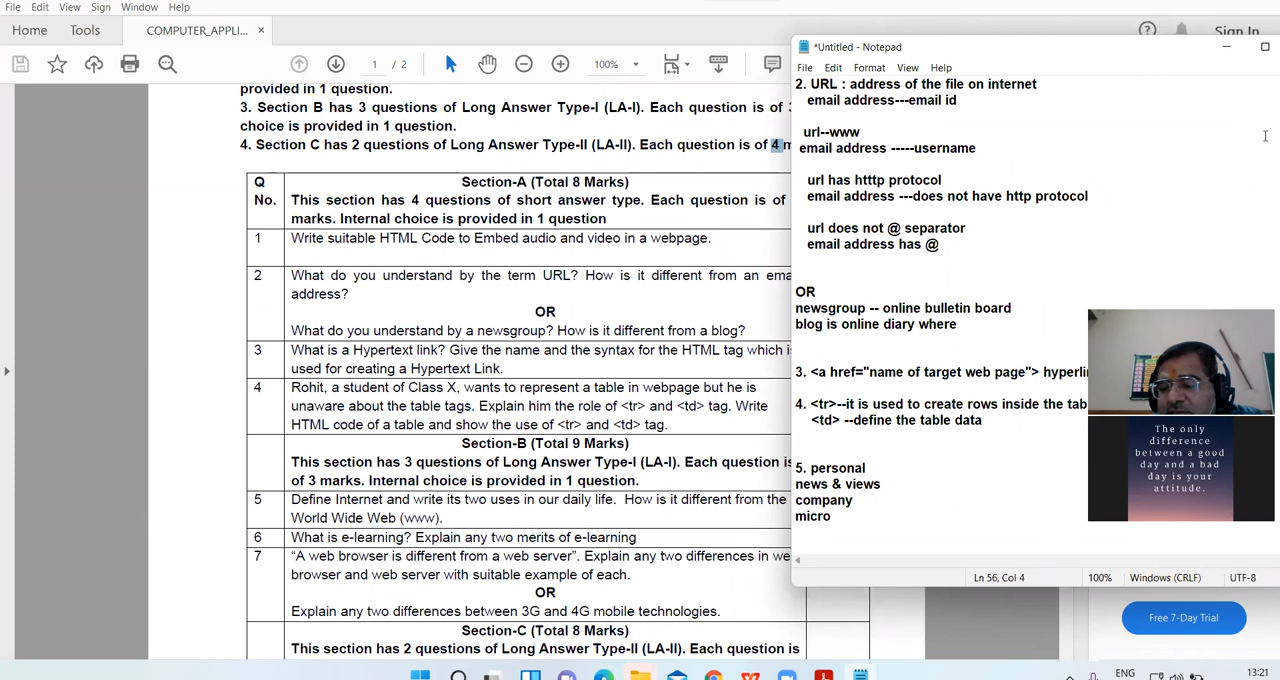 File Edit View Sign Window Help
Home Tools COMPUTER_APPLI... × Sign In
1 / 2 100%
provided in 1 question.
3. Section B has 3 questions of Long Answer Type-I (LA-I). Each question is of 3
choice is provided in 1 question.
4. Section C has 2 questions of Long Answer Type-II (LA-II). Each question is of 4 m
Q No. Section-A (Total 8 Marks)
This section has 4 questions of short answer type. Each question is of
marks. Internal choice is provided in 1 question
1 Write suitable HTML Code to Embed audio and video in a webpage.
2 What do you understand by the term URL? How is it different from an ema
address?
OR
What do you understand by a newsgroup? How is it different from a blog?
3 What is a Hypertext link? Give the name and the syntax for the HTML tag which is
used for creating a Hypertext Link.
4 Rohit, a student of Class X, wants to represent a table in webpage but he is
unaware about the table tags. Explain him the role of <tr> and <td> tag. Write
HTML code of a table and show the use of <tr> and <td> tag.
Section-B (Total 9 Marks)
This section has 3 questions of Long Answer Type-I (LA-I). Each question is
of 3 marks. Internal choice is provided in 1 question.
5 Define Internet and write its two uses in our daily life. How is it different from the
World Wide Web (www).
6 What is e-learning? Explain any two merits of e-learning
7 “A web browser is different from a web server”. Explain any two differences in we
browser and web server with suitable example of each.
OR
Explain any two differences between 3G and 4G mobile technologies.
Section-C (Total 8 Marks)
This section has 2 questions of Long Answer Type-II (LA-II). Each question is
*Untitled - Notepad
File Edit Format View Help
2. URL : address of the file on internet
email address---email id
url--www
email address -----username
url has htttp protocol
email address ---does not have http protocol
url does not @ separator
email address has @
OR
newsgroup -- online bulletin board
blog is online diary where
3. <a href="name of target web page"> hyperlin
4. <tr>--it is used to create rows inside the tab
<td> --define the table data
5. personal
news & views
company
micro
Ln 56, Col 4 100% Windows (CRLF) UTF-8
The only
difference
between a good
day and a bad
day is your
attitude.
Free 7-Day Trial
ENG 13:21